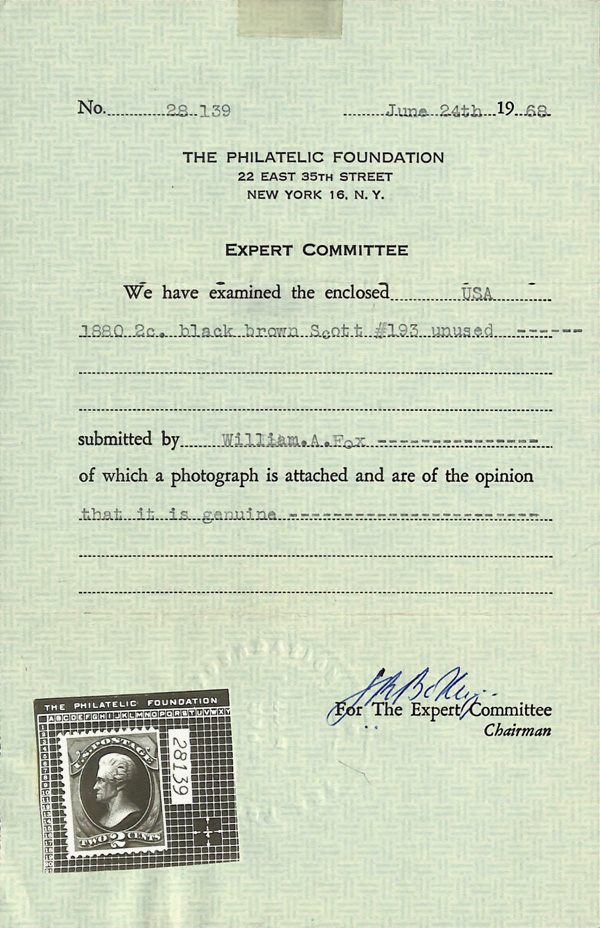 No. 28 139 June 24th 19 68
THE PHILATELIC FOUNDATION
22 EAST 35TH STREET
NEW YORK 16, N. Y.
EXPERT COMMITTEE
We have examined the enclosed USA
1880 2c. black brown Scott #193 unused ------
submitted by William.A.Fox ----------------
of which a photograph is attached and are of the opinion
that it is genuine ------------------------
For The Expert Committee
Chairman
THE PHILATELIC FOUNDATION
ABCDEFGHIJKLMNOPQRSTUVWXY
28139
U.S. POSTAGE
TWO 2 CENTS